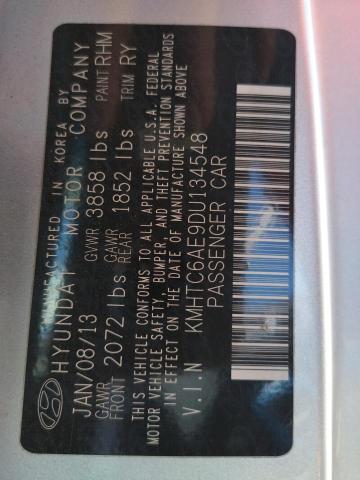 MANUFACTURED IN KOREA BY
HYUNDAI MOTOR COMPANY
JAN/08/13 GVWR 3858 lbs PAINT RHM
GAWR FRONT 2072 lbs GAWR REAR 1852 lbs TRIM RY
THIS VEHICLE CONFORMS TO ALL APPLICABLE U.S.A. FEDERAL
MOTOR VEHICLE SAFETY, BUMPER, AND THEFT PREVENTION STANDARDS
IN EFFECT ON THE DATE OF MANUFACTURE SHOWN ABOVE
V.I.N KMHTC6AE9DU134548
PASSENGER CAR